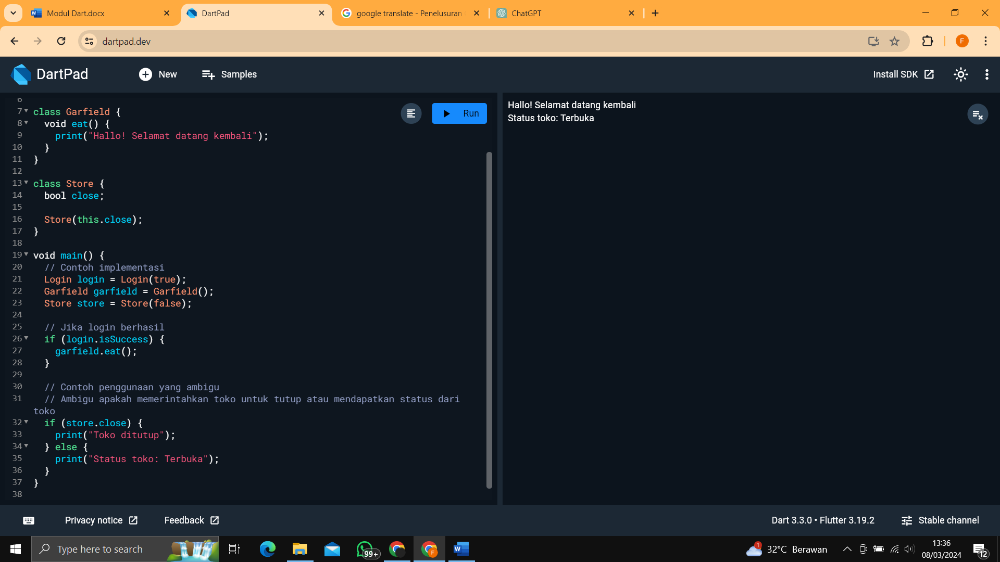 Modul Dart.docx
DartPad
google translate - Penelusuran
ChatGPT
dartpad.dev
F
DartPad
New
Samples
Install SDK
6
7 class Garfield {
8 void eat() {
9 print("Hallo! Selamat datang kembali");
10 }
11 }
12
13 class Store {
14 bool close;
15
16 Store(this.close);
17 }
18
19 void main() {
20 // Contoh implementasi
21 Login login = Login(true);
22 Garfield garfield = Garfield();
23 Store store = Store(false);
24
25 // Jika login berhasil
26 if (login.isSuccess) {
27 garfield.eat();
28 }
29
30 // Contoh penggunaan yang ambigu
31 // Ambigu apakah memerintahkan toko untuk tutup atau mendapatkan status dari
toko
32 if (store.close) {
33 print("Toko ditutup");
34 } else {
35 print("Status toko: Terbuka");
36 }
37 }
38
Run
Hallo! Selamat datang kembali
Status toko: Terbuka
Privacy notice
Feedback
Dart 3.3.0 • Flutter 3.19.2
Stable channel
Type here to search
99+
F
1
32°C Berawan
13:36
08/03/2024
12